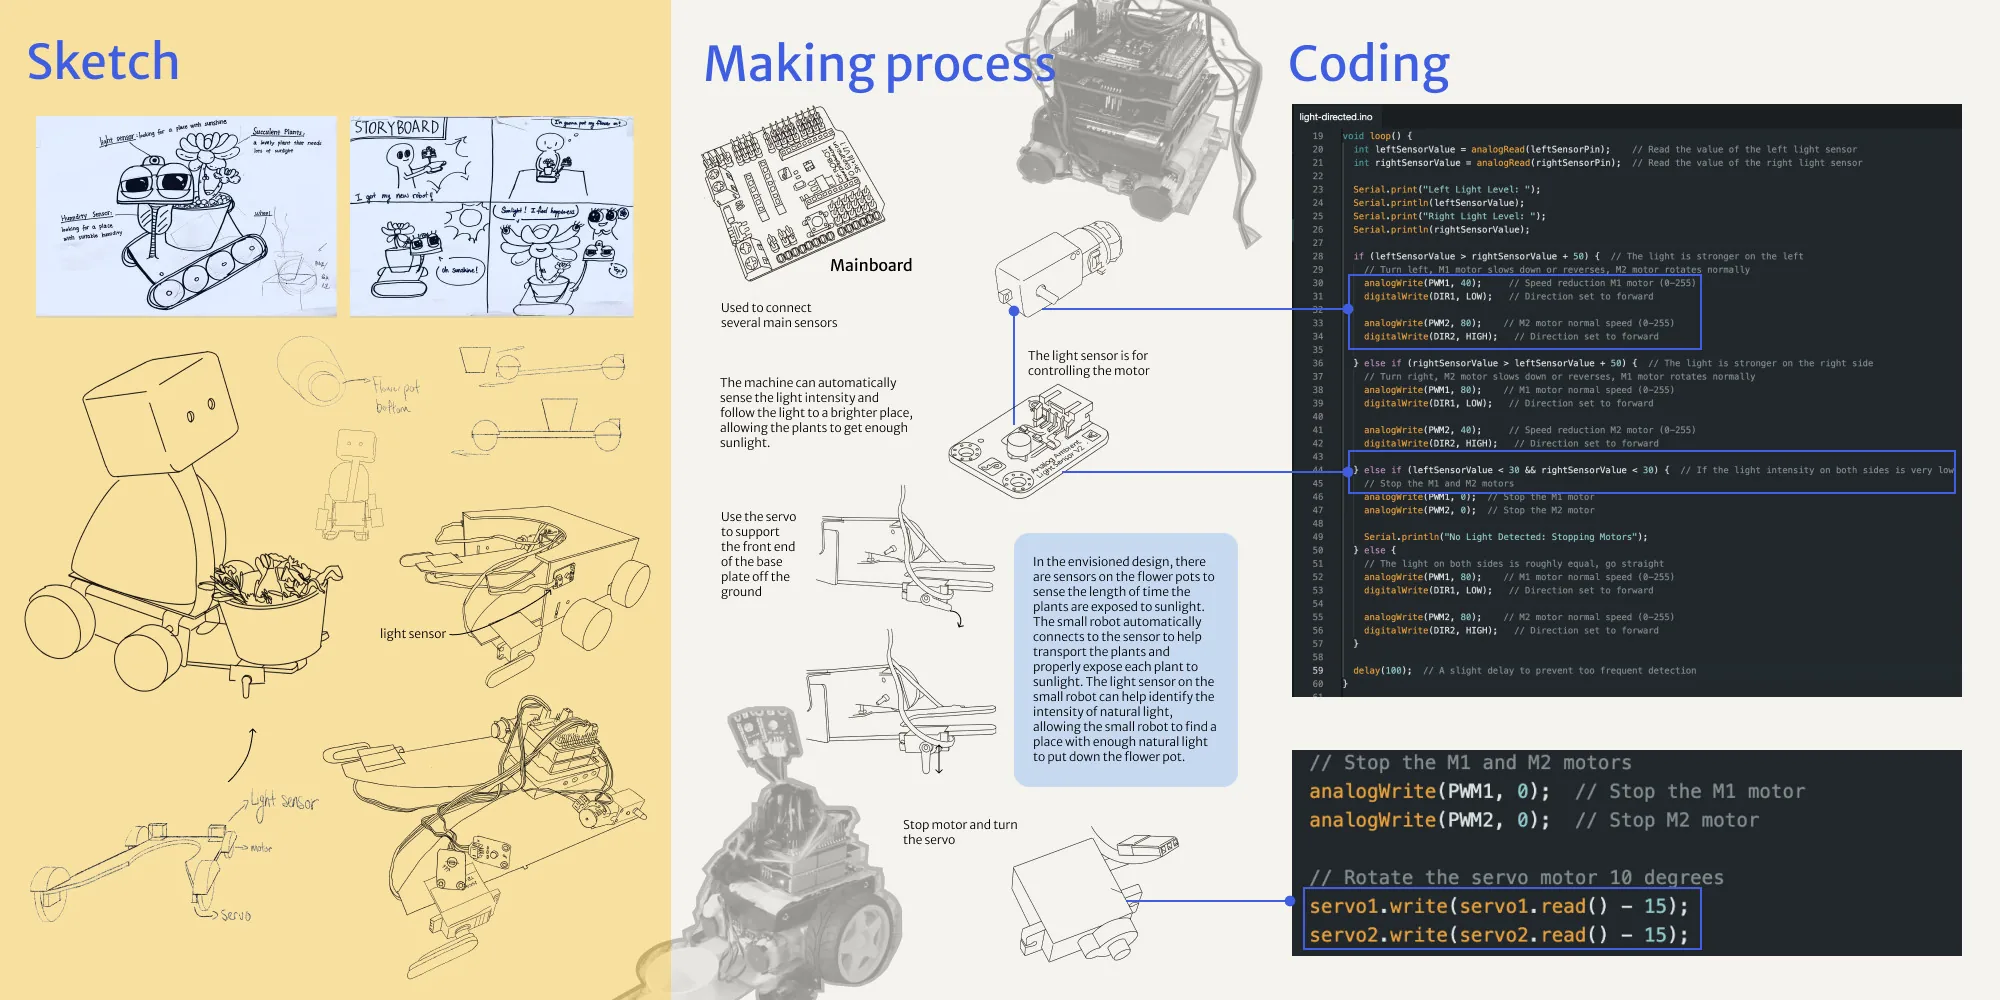 Sketch
light sensor: looking for a place with sunshine
Succulent Plants:
a lovely plant that needs
lots of sunlight
Humidity Sensor:
looking for a place
with suitable humidity
wheel
STORYBOARD
I got my new robot!
I'm gonna put my flower on!
oh sunshine!
Sunlight! I feel happiness
Flower pot
bottom
light sensor
Light sensor
motor
Servo
Making process
Mainboard
Used to connect
several main sensors
The machine can automatically
sense the light intensity and
follow the light to a brighter place,
allowing the plants to get enough
sunlight.
The light sensor is for
controlling the motor
Analog Ambient
Light Sensor V2
Use the servo
to support
the front end
of the base
plate off the
ground
In the envisioned design, there
are sensors on the flower pots to
sense the length of time the
plants are exposed to sunlight.
The small robot automatically
connects to the sensor to help
transport the plants and
properly expose each plant to
sunlight. The light sensor on the
small robot can help identify the
intensity of natural light,
allowing the small robot to find a
place with enough natural light
to put down the flower pot.
Stop motor and turn
the servo
Coding
light-directed.ino
19 void loop() {
20 int leftSensorValue = analogRead(leftSensorPin); // Read the value of the left light sensor
21 int rightSensorValue = analogRead(rightSensorPin); // Read the value of the right light sensor
22
23 Serial.print("Left Light Level: ");
24 Serial.println(leftSensorValue);
25 Serial.print("Right Light Level: ");
26 Serial.println(rightSensorValue);
27
28 if (leftSensorValue > rightSensorValue + 50) { // The light is stronger on the left
29 // Turn left, M1 motor slows down or reverses, M2 motor rotates normally
30 analogWrite(PWM1, 40); // Speed reduction M1 motor (0-255)
31 digitalWrite(DIR1, LOW); // Direction set to forward
32
33 analogWrite(PWM2, 80); // M2 motor normal speed (0-255)
34 digitalWrite(DIR2, HIGH); // Direction set to forward
35
36 } else if (rightSensorValue > leftSensorValue + 50) { // The light is stronger on the right side
37 // Turn right, M2 motor slows down or reverses, M1 motor rotates normally
38 analogWrite(PWM1, 80); // M1 motor normal speed (0-255)
39 digitalWrite(DIR1, LOW); // Direction set to forward
40
41 analogWrite(PWM2, 40); // Speed reduction M2 motor (0-255)
42 digitalWrite(DIR2, HIGH); // Direction set to forward
43
44 } else if (leftSensorValue < 30 && rightSensorValue < 30) { // If the light intensity on both sides is very low
45 // Stop the M1 and M2 motors
46 analogWrite(PWM1, 0); // Stop the M1 motor
47 analogWrite(PWM2, 0); // Stop the M2 motor
48
49 Serial.println("No Light Detected: Stopping Motors");
50 } else {
51 // The light on both sides is roughly equal, go straight
52 analogWrite(PWM1, 80); // M1 motor normal speed (0-255)
53 digitalWrite(DIR1, LOW); // Direction set to forward
54
55 analogWrite(PWM2, 80); // M2 motor normal speed (0-255)
56 digitalWrite(DIR2, HIGH); // Direction set to forward
57 }
58
59 delay(100); // A slight delay to prevent too frequent detection
60 }
61
// Stop the M1 and M2 motors
analogWrite(PWM1, 0); // Stop the M1 motor
analogWrite(PWM2, 0); // Stop M2 motor
// Rotate the servo motor 10 degrees
servo1.write(servo1.read() - 15);
servo2.write(servo2.read() - 15);